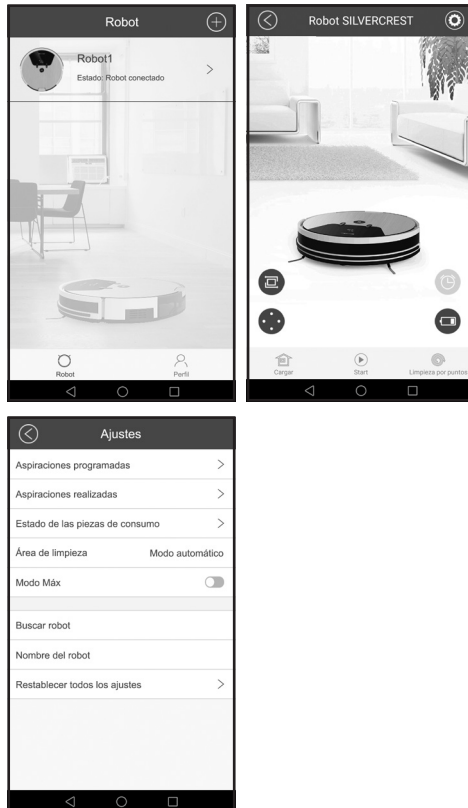 Robot
Robot1
Estado: Robot conectado
Robot
Perfil
Robot SILVERCREST
Cargar
Start
Limpieza por puntos
Ajustes
Aspiraciones programadas
Aspiraciones realizadas
Estado de las piezas de consumo
Área de limpieza Modo automático
Modo Máx
Buscar robot
Nombre del robot
Restablecer todos los ajustes